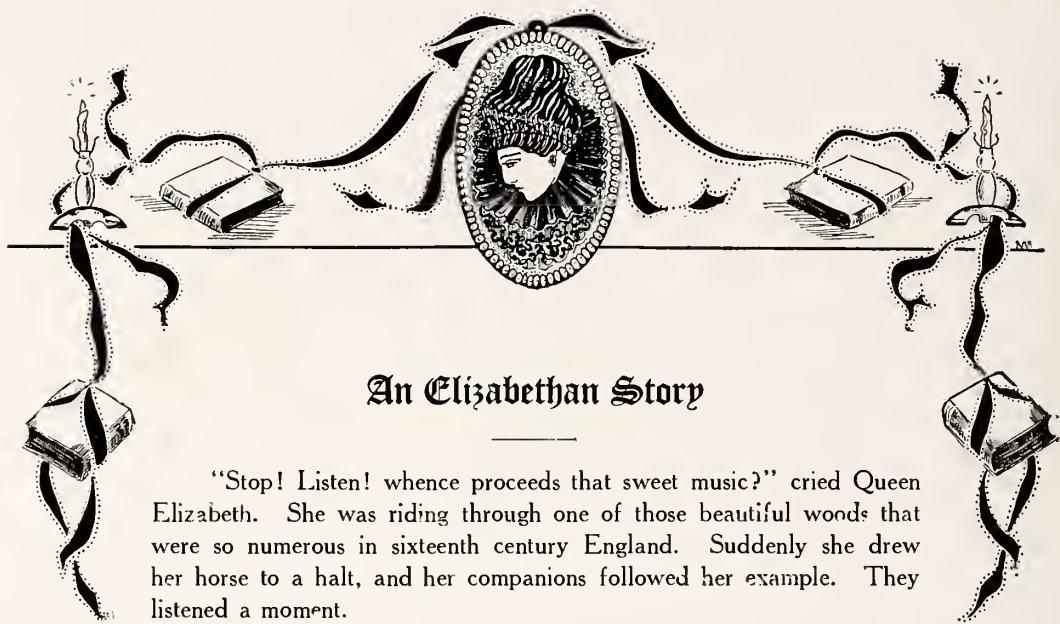 An Elizabethan Story
"Stop! Listen! whence proceeds that sweet music?" cried Queen
Elizabeth. She was riding through one of those beautiful woods that
were so numerous in sixteenth century England. Suddenly she drew
her horse to a halt, and her companions followed her example. They
listened a moment.